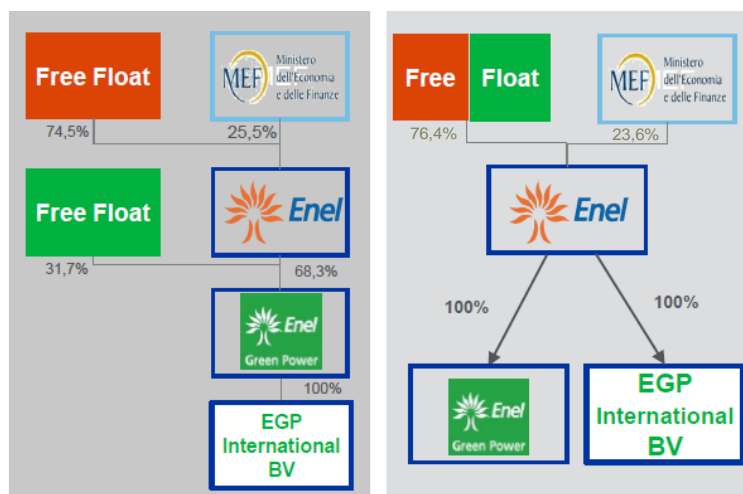 Free Float
MEF
Ministero
dell'Economia
e delle Finanze
74,5%
25,5%
Free Float
Enel
31,7%
68,3%
Enel
Green Power
100%
EGP
International
BV
Free Float
MEF
Ministero
dell'Economia
e delle Finanze
76,4%
23,6%
Enel
100%
100%
Enel
Green Power
EGP
International
BV